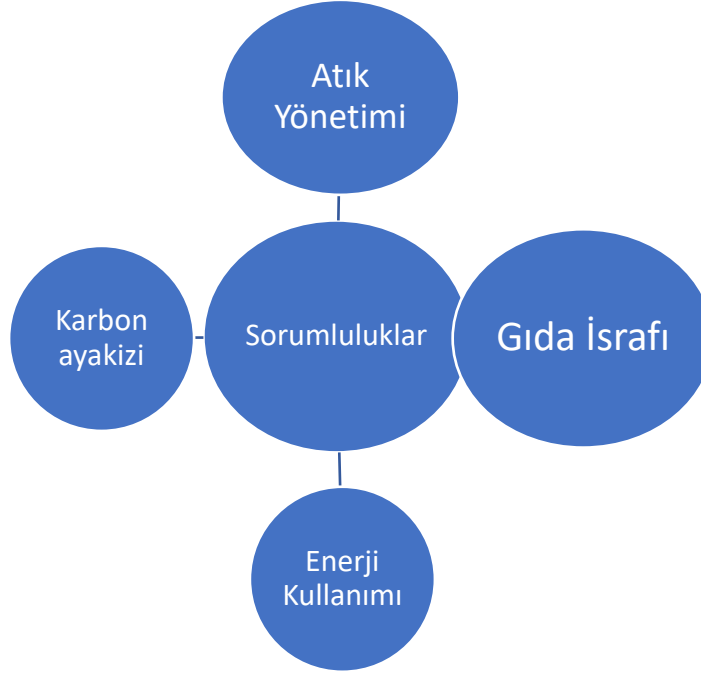 Atık
Yönetimi
Karbon
ayakizi
Sorumluluklar
Gıda İsrafı
Enerji
Kullanımı